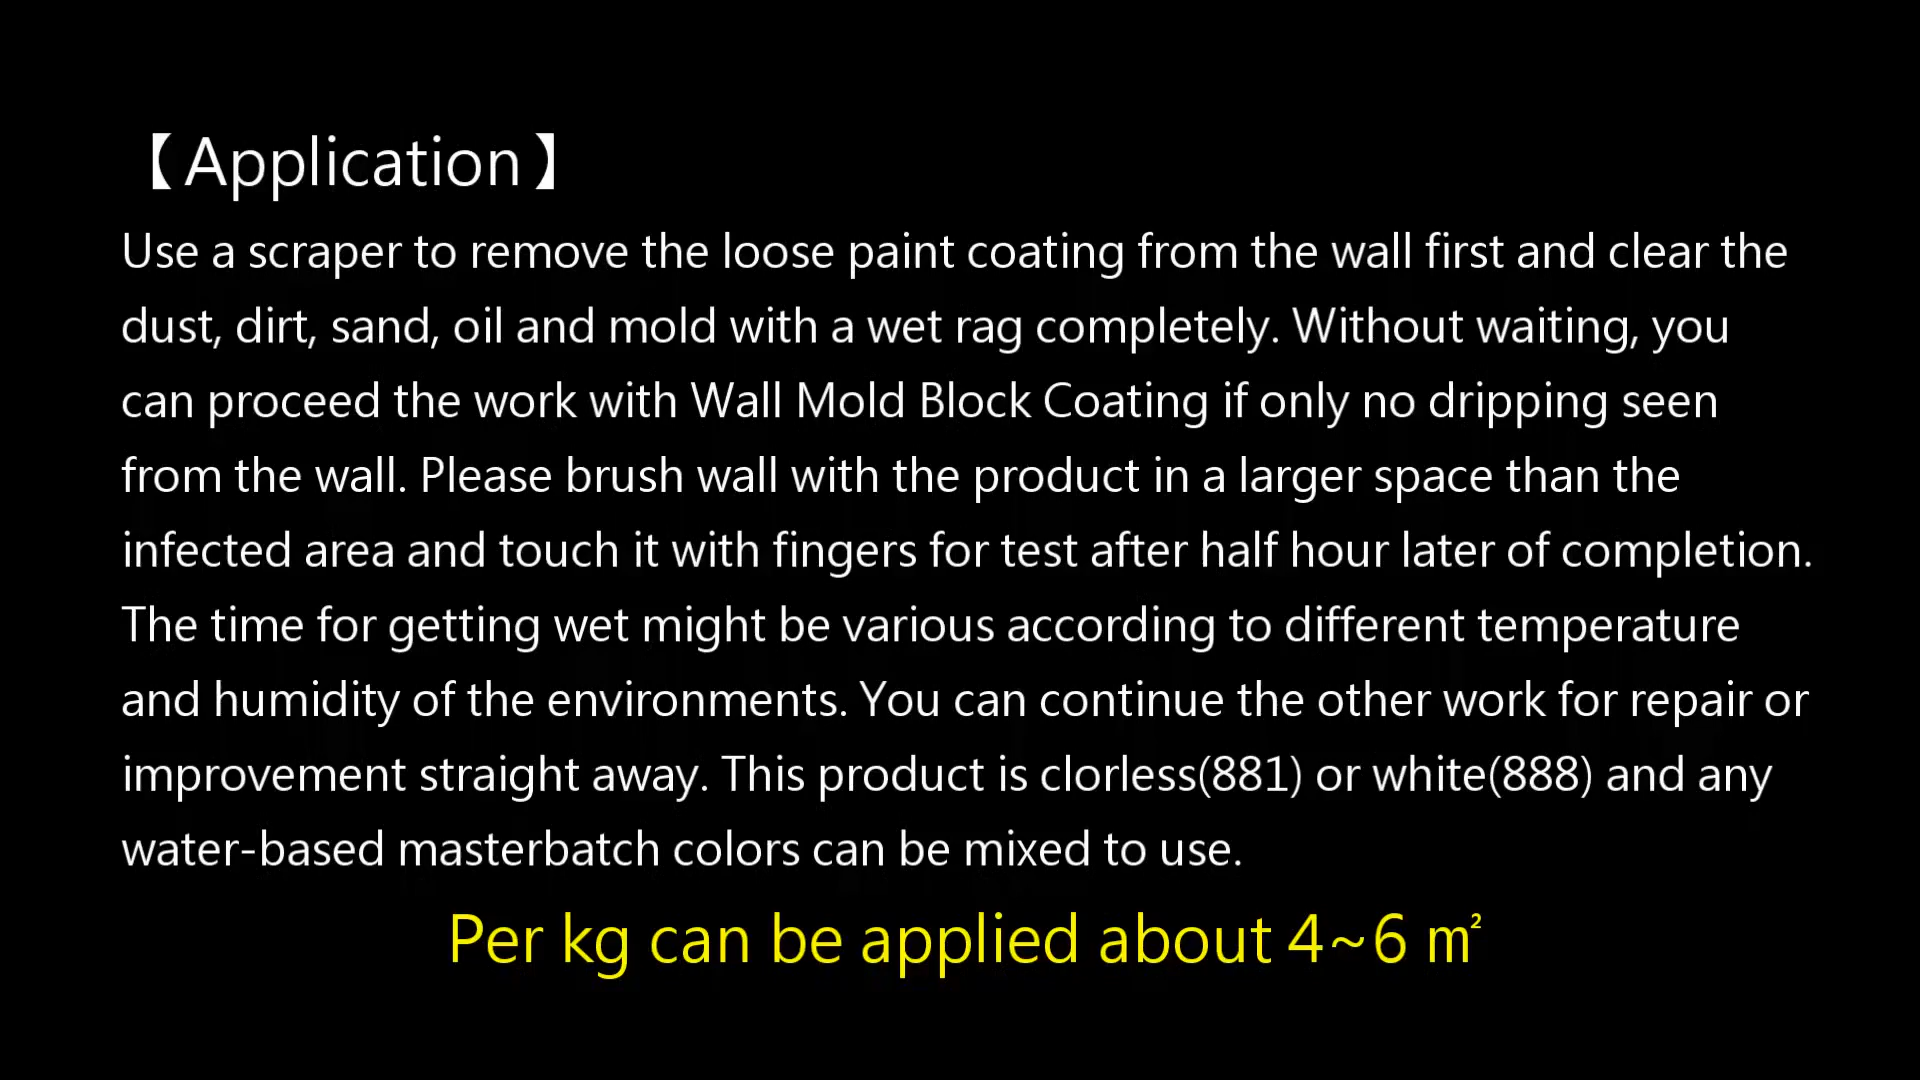 【Application】
Use a scraper to remove the loose paint coating from the wall first and clear the
dust, dirt, sand, oil and mold with a wet rag completely. Without waiting, you
can proceed the work with Wall Mold Block Coating if only no dripping seen
from the wall. Please brush wall with the product in a larger space than the
infected area and touch it with fingers for test after half hour later of completion.
The time for getting wet might be various according to different temperature
and humidity of the environments. You can continue the other work for repair or
improvement straight away. This product is clorless(881) or white(888) and any
water-based masterbatch colors can be mixed to use.
Per kg can be applied about 4~6 ㎡